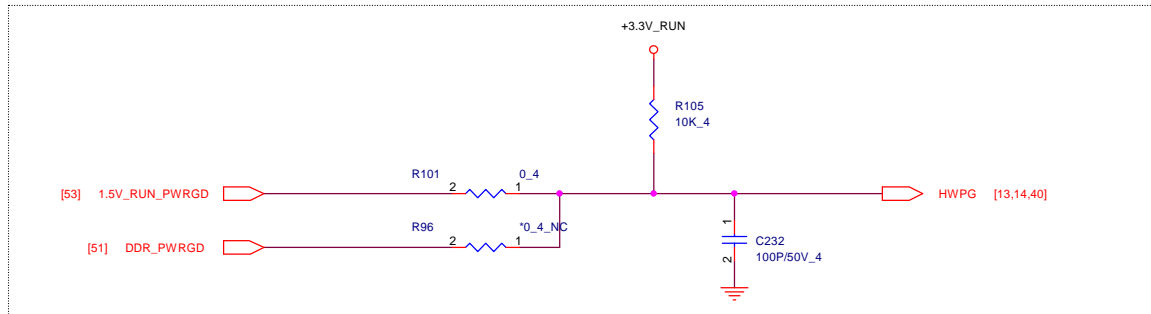 +3.3V_RUN
R105
10K_4
[53] 1.5V_RUN_PWRGD
R101
2
1
0_4
HWPG [13,14,40]
[51] DDR_PWRGD
R96
2
1
*0_4_NC
1
2
C232
100P/50V_4